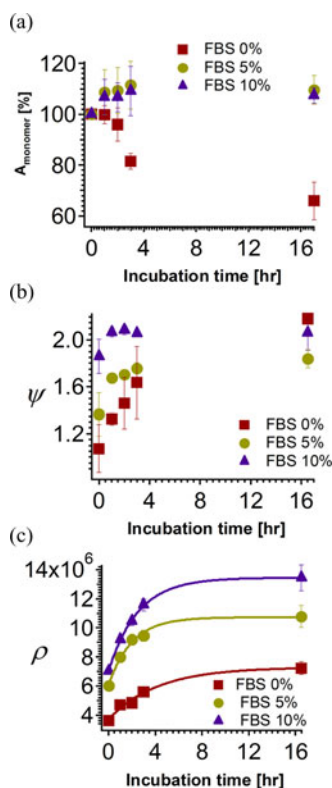 (a)
FBS 0%
FBS 5%
FBS 10%
120
100
80
60
A monomer [%]
0 4 8 12 16
Incubation time [hr]
(b)
2.0
1.6
1.2
ψ
FBS 0%
FBS 5%
FBS 10%
0 4 8 12 16
Incubation time [hr]
(c)
14x10⁶
12
10
8
6
4
ρ
FBS 0%
FBS 5%
FBS 10%
0 4 8 12 16
Incubation time [hr]